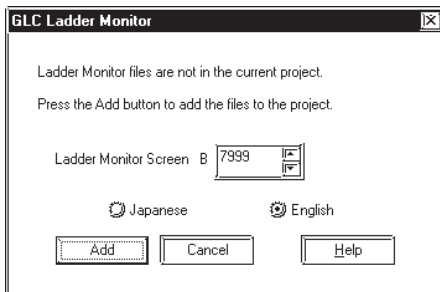 GLC Ladder Monitor
Ladder Monitor files are not in the current project.
Press the Add button to add the files to the project.
Ladder Monitor Screen B 7999
Japanese English
Add Cancel Help